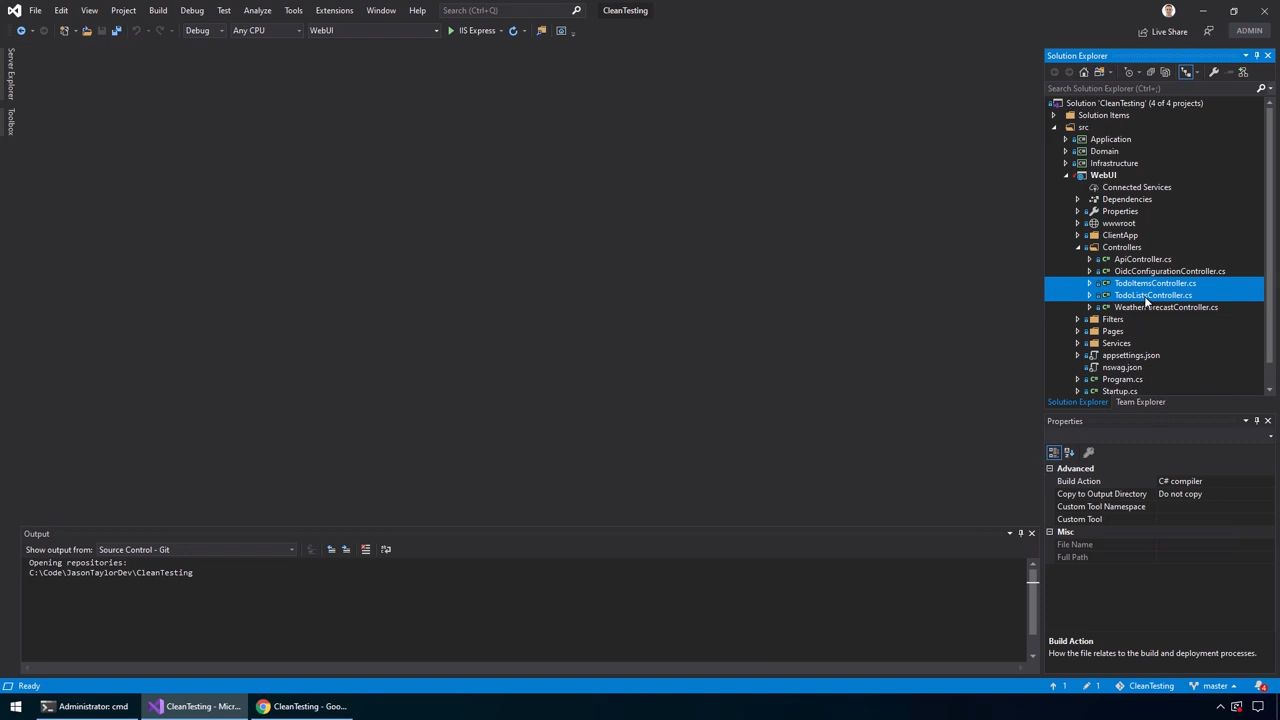 File Edit View Git Project Build Debug Test Analyze Tools Extensions Window Help Search (Ctrl+Q) CleanTesting
Debug Any CPU WebUI IIS Express Live Share ADMIN
Server Explorer
Toolbox
Solution Explorer
Search Solution Explorer (Ctrl+;)
Solution 'CleanTesting' (4 of 4 projects)
Solution Items
src
Application
Domain
Infrastructure
WebUI
Connected Services
Dependencies
Properties
wwwroot
ClientApp
Controllers
ApiController.cs
OidcConfigurationController.cs
TodoItemsController.cs
TodoListsController.cs
WeatherForecastController.cs
Filters
Pages
Services
appsettings.json
nswag.json
Program.cs
Startup.cs
Solution Explorer Team Explorer
Properties
Advanced
Build Action C# compiler
Copy to Output Directory Do not copy
Custom Tool Namespace
Custom Tool
Misc
File Name
Full Path
Build Action
How the file relates to the build and deployment processes.
Output
Show output from: Source Control - Git
Opening repositories:
C:\Code\JasonTaylorDev\CleanTesting
Ready 1 1 CleanTesting master 4
Administrator: cmd CleanTesting - Micr... CleanTesting - Goo...